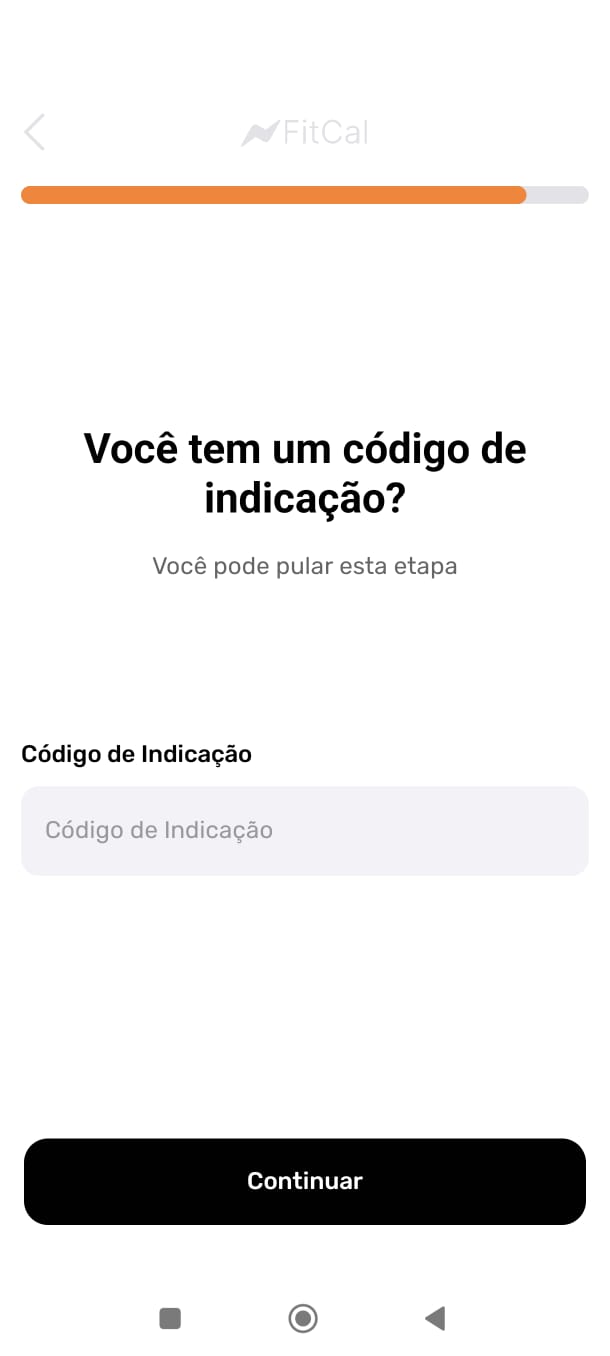 FitCal
Você tem um código de
indicação?
Você pode pular esta etapa
Código de Indicação
Código de Indicação
Continuar